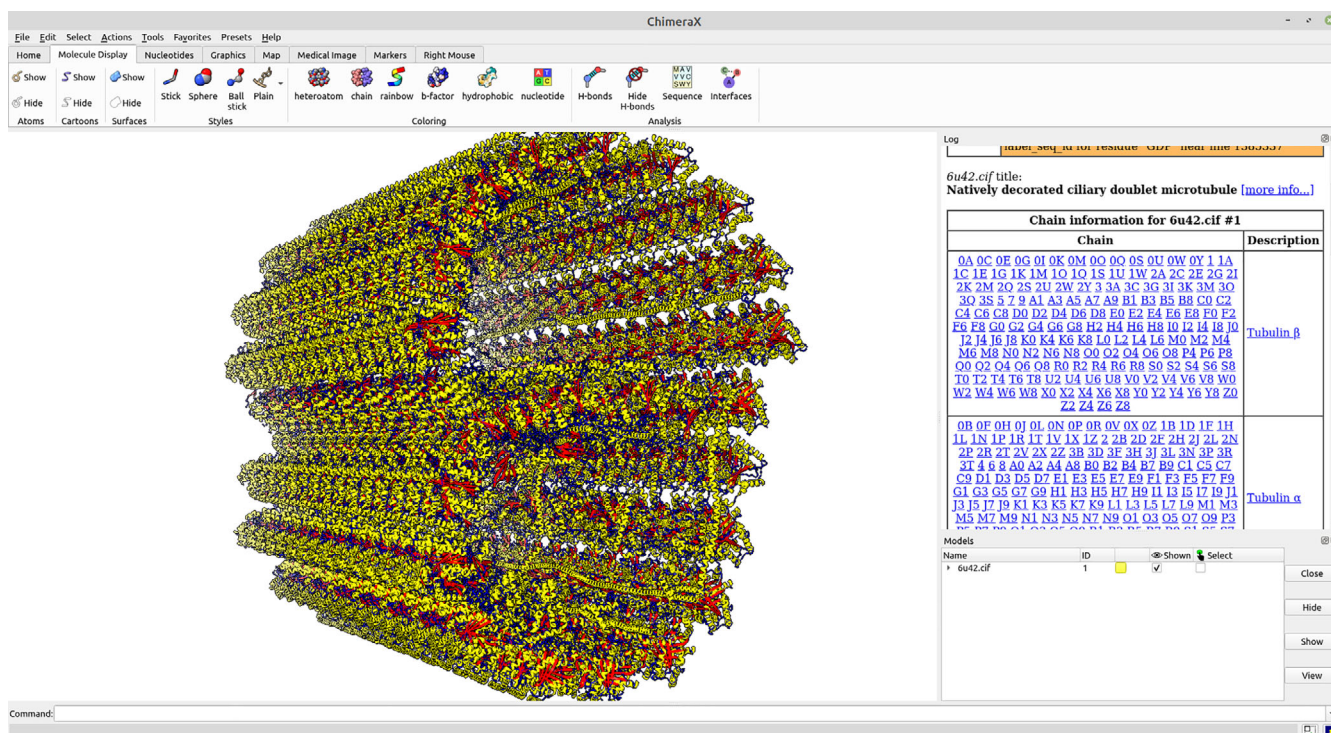 ChimeraX
File Edit Select Actions Tools Favorites Presets Help
Home Molecule Display Nucleotides Graphics Map Medical Image Markers Right Mouse
Show Show Show
Hide Hide Hide
Atoms Cartoons Surfaces
Stick Sphere Ball stick Plain
Styles
heteroatom chain rainbow b-factor hydrophobic nucleotide
Coloring
A T
G C
H-bonds Hide H-bonds Sequence Interfaces
MAV
VVC
SWY
Analysis
Log
label_seq_id for residue "GDP" near line 1385337
6u42.cif title:
Natively decorated ciliary doublet microtubule [more info...]
Chain information for 6u42.cif #1
Chain Description
0A 0C 0E 0G 0I 0K 0M 0O 0Q 0S 0U 0W 0Y 1 1A
1C 1E 1G 1K 1M 1O 1Q 1S 1U 1W 2A 2C 2E 2G 2I
2K 2M 2Q 2S 2U 2W 2Y 3 3A 3C 3G 3I 3K 3M 3O
3Q 3S 5 7 9 A1 A3 A5 A7 A9 B1 B3 B5 B8 C0 C2
C4 C6 C8 D0 D2 D4 D6 D8 E0 E2 E4 E6 E8 F0 F2
F6 F8 G0 G2 G4 G6 G8 H2 H4 H6 H8 I0 I2 I4 I8 J0
J2 J4 J6 J8 K0 K4 K6 K8 L0 L2 L4 L6 M0 M2 M4
M6 M8 N0 N2 N6 N8 O0 O2 O4 O6 O8 P4 P6 P8
Q0 Q2 Q4 Q6 Q8 R0 R2 R4 R6 R8 S0 S2 S4 S6 S8
T0 T2 T4 T6 T8 U2 U4 U6 U8 V0 V2 V4 V6 V8 W0
W2 W4 W6 W8 X0 X2 X4 X6 X8 Y0 Y2 Y4 Y6 Y8 Z0
Z2 Z4 Z6 Z8
Tubulin β
0B 0F 0H 0J 0L 0N 0P 0R 0V 0X 0Z 1B 1D 1F 1H
1L 1N 1P 1R 1T 1V 1X 1Z 2 2B 2D 2F 2H 2J 2L 2N
2P 2R 2T 2V 2X 2Z 3B 3D 3F 3H 3J 3L 3N 3P 3R
3T 4 6 8 A0 A2 A4 A8 B0 B2 B4 B7 B9 C1 C5 C7
C9 D1 D3 D5 D7 E1 E3 E5 E7 E9 F1 F3 F5 F7 F9
G1 G3 G5 G7 G9 H1 H3 H5 H7 H9 I1 I3 I5 I7 I9 J1
J3 J5 J7 J9 K1 K3 K5 K7 K9 L1 L3 L5 L7 L9 M1 M3
M5 M7 M9 N1 N3 N5 N7 N9 O1 O3 O5 O7 O9 P3
Tubulin α
Models
Name ID Shown Select
6u42.cif 1
Close
Hide
Show
View
Command: